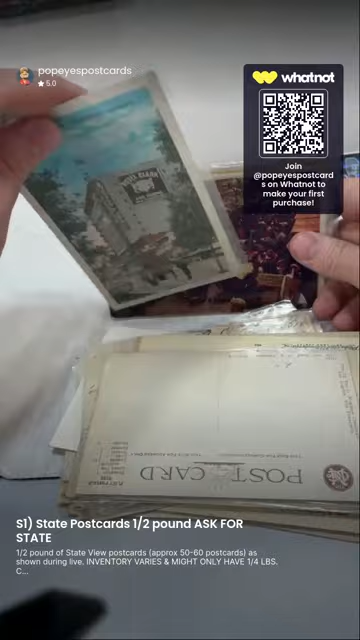 popeyespostcards
★ 5.0
whatnot
Join
@popeyespostcard
s on Whatnot to
make your first
purchase!
HOTEL CLARK
POST CARD
S1) State Postcards 1/2 pound ASK FOR
STATE
1/2 pound of State View postcards (approx 50-60 postcards) as
shown during live. INVENTORY VARIES & MIGHT ONLY HAVE 1/4 LBS.
C...